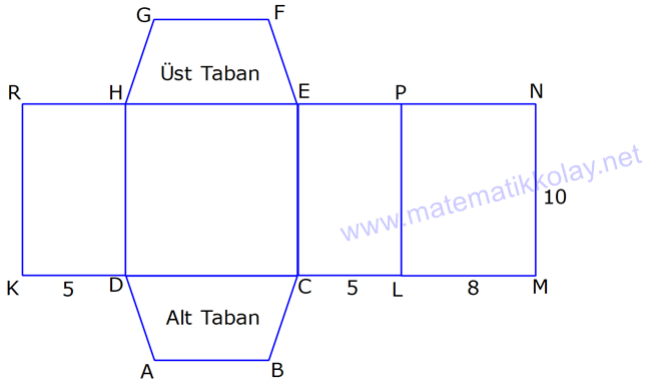 G F
Üst Taban
R H E P N
www.matematikkolay.net
10
K 5 D C 5 L 8 M
Alt Taban
A B